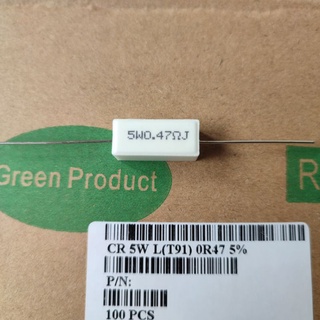 5W0.47ΩJ
Green Product
R
CR 5W L(T91) 0R47 5%
P/N:
100 PCS